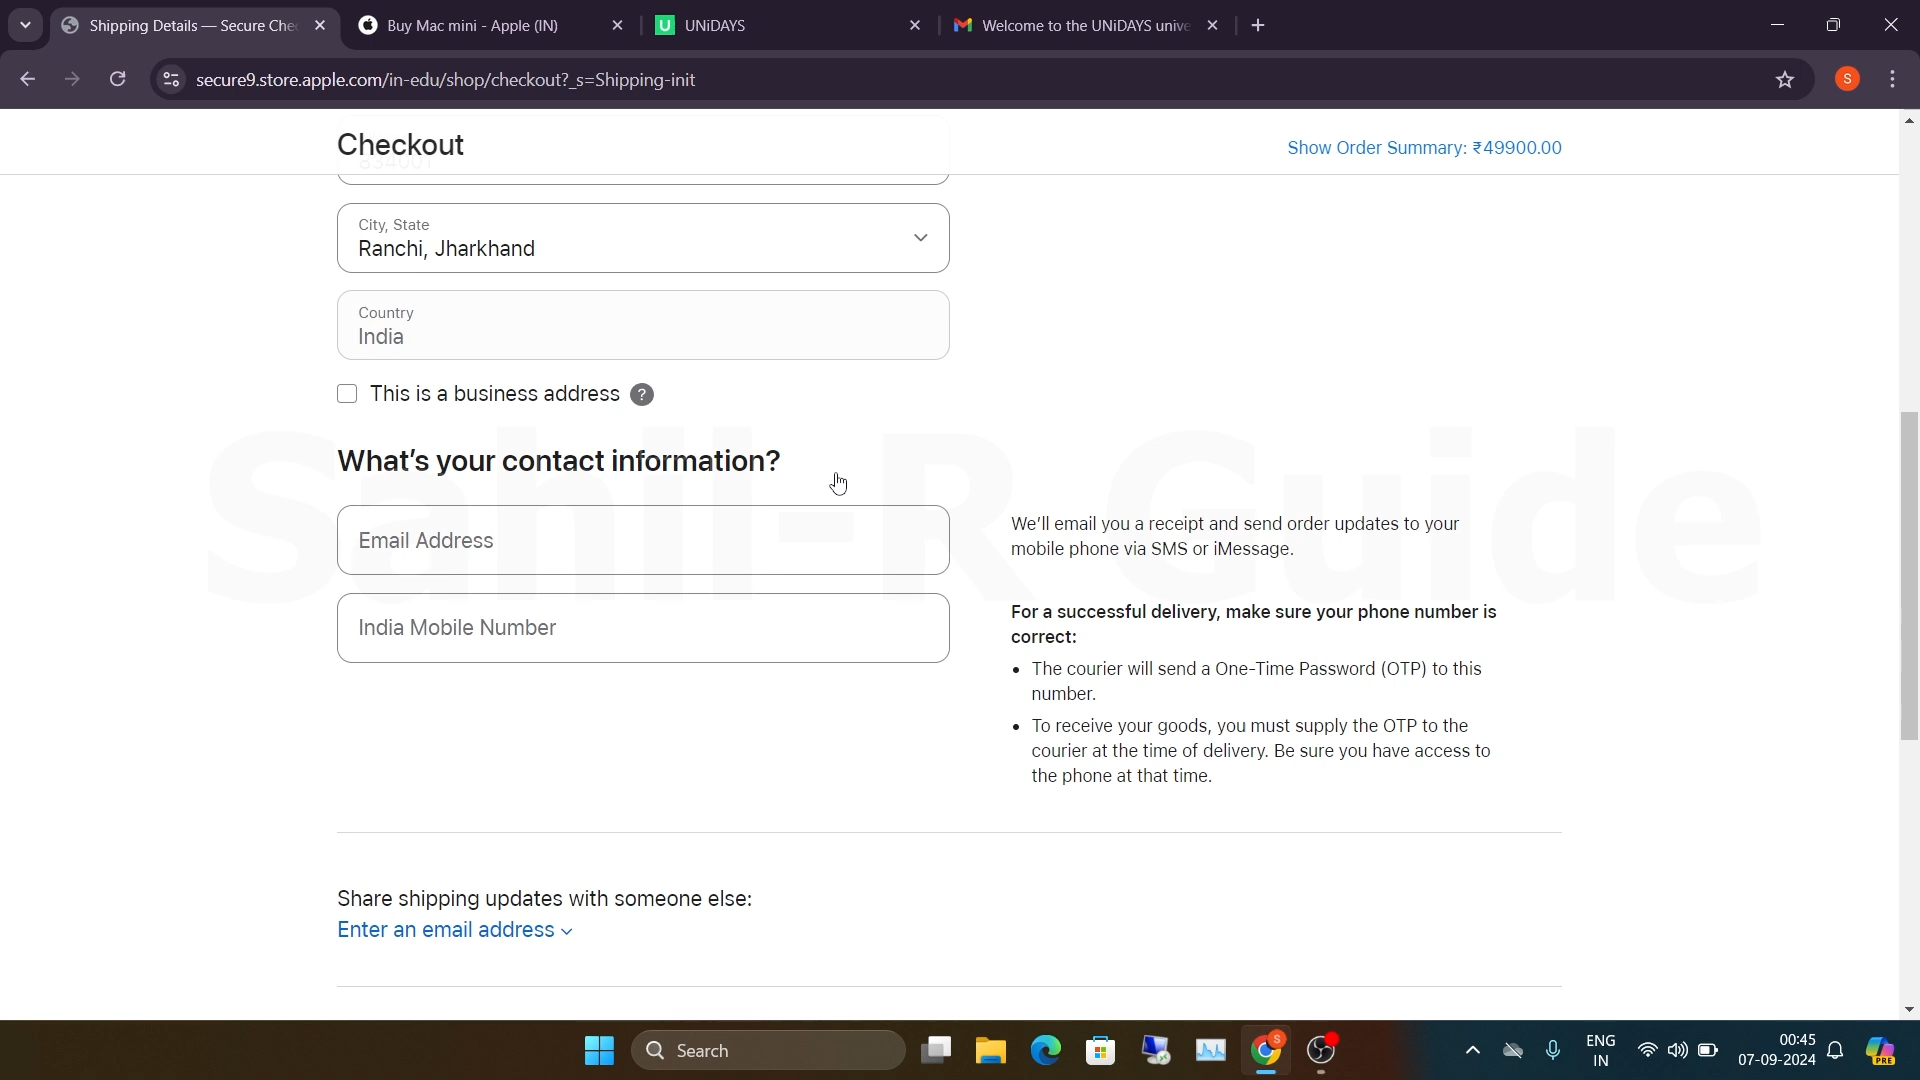 Shipping Details — Secure Che
Buy Mac mini - Apple (IN)
UNiDAYS
Welcome to the UNiDAYS unive
secure9.store.apple.com/in-edu/shop/checkout?_s=Shipping-init
S
Checkout
Show Order Summary: ₹49900.00
834001
City, State
Ranchi, Jharkhand
Country
India
This is a business address ?
Sahil-R Guide
What's your contact information?
Email Address
We'll email you a receipt and send order updates to your
mobile phone via SMS or iMessage.
India Mobile Number
For a successful delivery, make sure your phone number is
correct:
• The courier will send a One-Time Password (OTP) to this
number.
• To receive your goods, you must supply the OTP to the
courier at the time of delivery. Be sure you have access to
the phone at that time.
Share shipping updates with someone else:
Enter an email address
Search
S
ENG
IN
00:45
07-09-2024
PRE